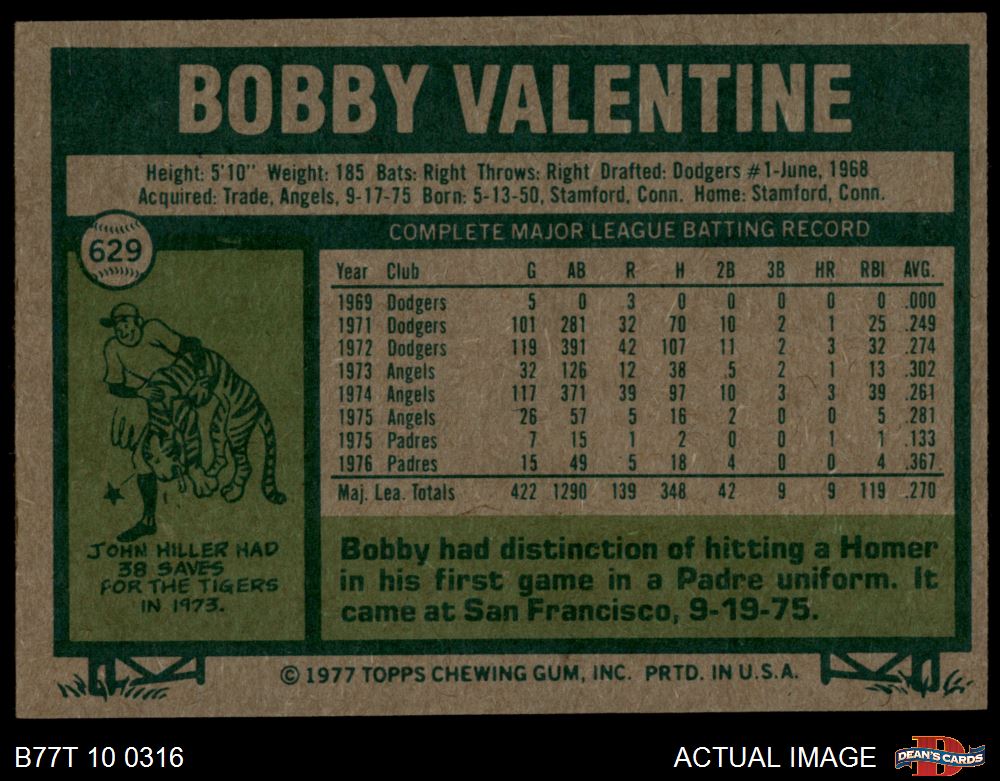 BOBBY VALENTINE
Height: 5'10" Weight: 185 Bats: Right Throws: Right Drafted: Dodgers #1-June, 1968
Acquired: Trade, Angels, 9-17-75 Born: 5-13-50, Stamford, Conn. Home: Stamford, Conn.
629
COMPLETE MAJOR LEAGUE BATTING RECORD
Year Club G AB R H 2B 3B HR RBI AVG.
1969 Dodgers 5 0 3 0 0 0 0 0 .000
1971 Dodgers 101 281 32 70 10 2 1 25 .249
1972 Dodgers 119 391 42 107 11 2 3 32 .274
1973 Angels 32 126 12 38 .5 2 1 13 .302
1974 Angels 117 371 39 97 10 3 3 39 .261
1975 Angels 26 57 5 16 2 0 0 5 .281
1975 Padres 7 15 1 2 0 0 1 1 .133
1976 Padres 15 49 5 18 4 0 0 4 .367
Maj. Lea. Totals 422 1290 139 348 42 9 9 119 .270
JOHN HILLER HAD
38 SAVES
FOR THE TIGERS
IN 1973.
Bobby had distinction of hitting a Homer
in his first game in a Padre uniform. It
came at San Francisco, 9-19-75.
© 1977 TOPPS CHEWING GUM, INC. PRTD. IN U.S.A.
B77T 10 0316
ACTUAL IMAGE
D
DEAN'S CARDS